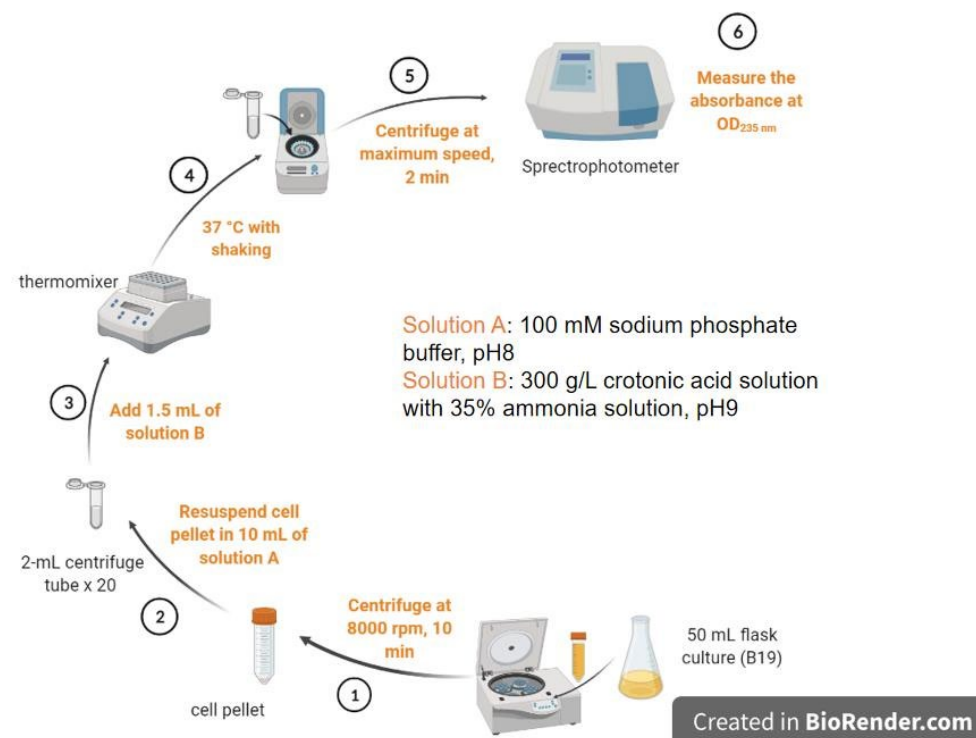 6
Measure the
absorbance at
OD235 nm
5
Centrifuge at
maximum speed,
2 min
Sprectrophotometer
4
37 °C with
shaking
thermomixer
Solution A: 100 mM sodium phosphate
buffer, pH8
Solution B: 300 g/L crotonic acid solution
with 35% ammonia solution, pH9
3
Add 1.5 mL of
solution B
Resuspend cell
pellet in 10 mL of
solution A
2-mL centrifuge
tube x 20
2
Centrifuge at
8000 rpm, 10
min
1
50 mL flask
culture (B19)
cell pellet
Created in BioRender.com